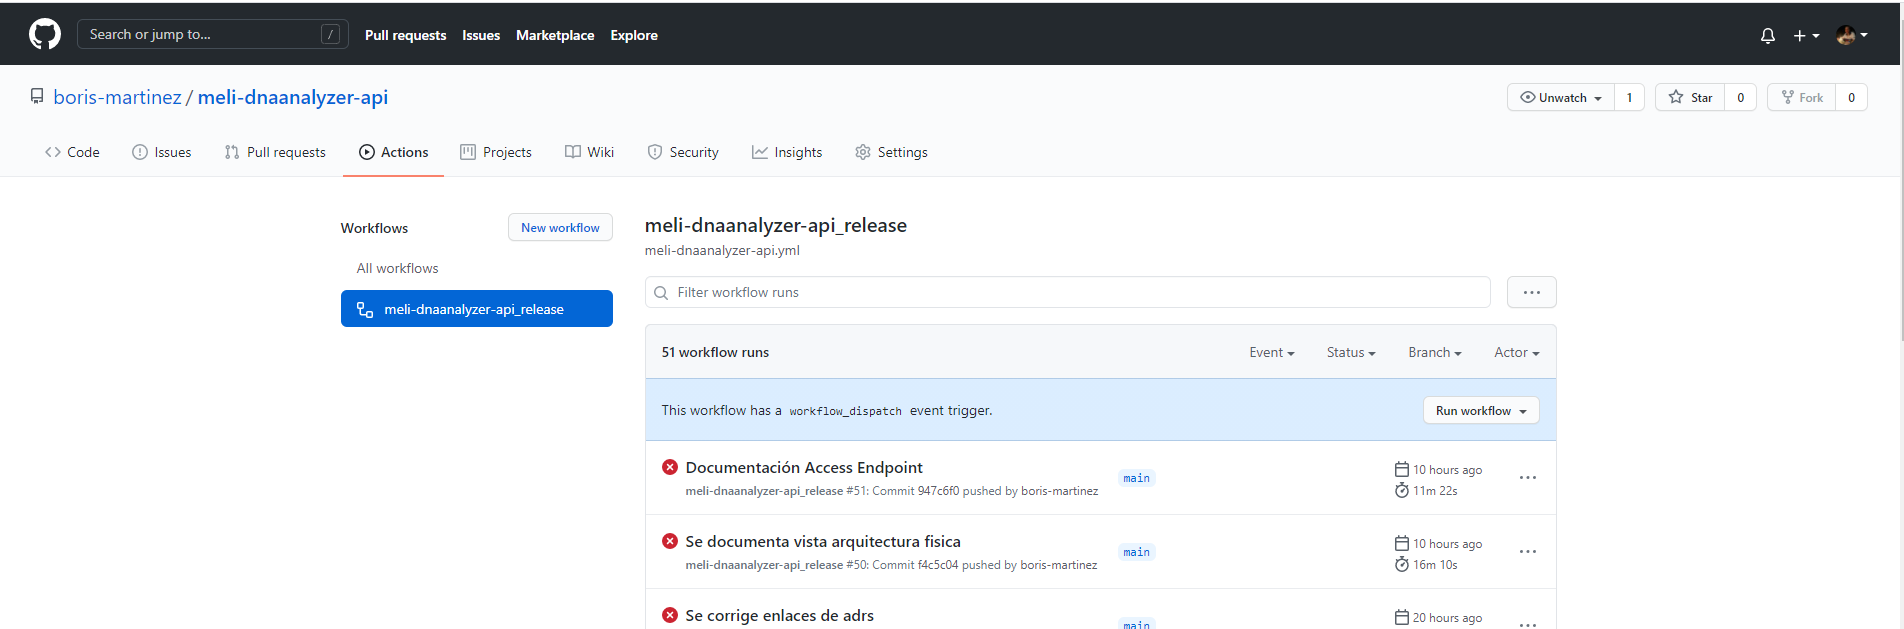 Search or jump to... /
Pull requests Issues Marketplace Explore
boris-martinez / meli-dnaanalyzer-api
Unwatch 1 Star 0 Fork 0
Code Issues Pull requests Actions Projects Wiki Security Insights Settings
Workflows
New workflow
All workflows
meli-dnaanalyzer-api_release
meli-dnaanalyzer-api_release
meli-dnaanalyzer-api.yml
Filter workflow runs
51 workflow runs
Event Status Branch Actor
This workflow has a workflow_dispatch event trigger.
Run workflow
Documentación Access Endpoint
meli-dnaanalyzer-api_release #51: Commit 947c6f0 pushed by boris-martinez
main
10 hours ago
11m 22s
Se documenta vista arquitectura fisica
meli-dnaanalyzer-api_release #50: Commit f4c5c04 pushed by boris-martinez
main
10 hours ago
16m 10s
Se corrige enlaces de adrs
main
20 hours ago